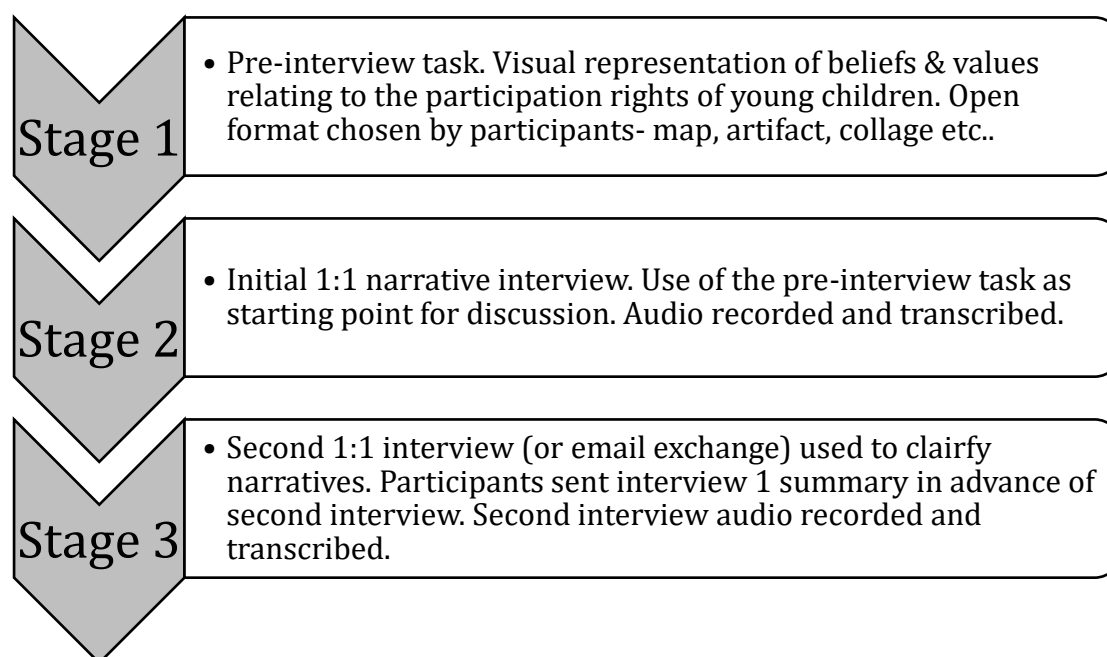 Stage 1
• Pre-interview task. Visual representation of beliefs & values
relating to the participation rights of young children. Open
format chosen by participants- map, artifact, collage etc..
Stage 2
• Initial 1:1 narrative interview. Use of the pre-interview task as
starting point for discussion. Audio recorded and transcribed.
Stage 3
• Second 1:1 interview (or email exchange) used to clairfy
narratives. Participants sent interview 1 summary in advance of
second interview. Second interview audio recorded and
transcribed.